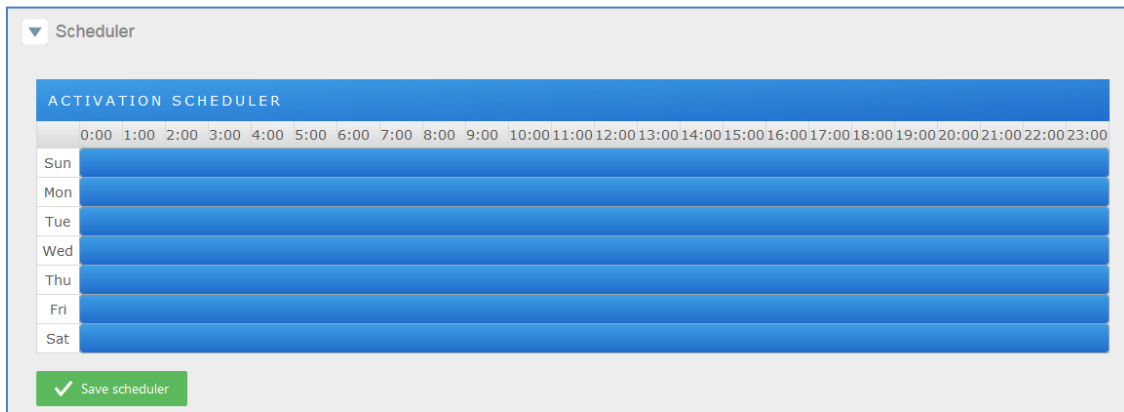 Scheduler
ACTIVATION SCHEDULER
0:00 1:00 2:00 3:00 4:00 5:00 6:00 7:00 8:00 9:00 10:00 11:00 12:00 13:00 14:00 15:00 16:00 17:00 18:00 19:00 20:00 21:00 22:00 23:00
Sun
Mon
Tue
Wed
Thu
Fri
Sat
Save scheduler